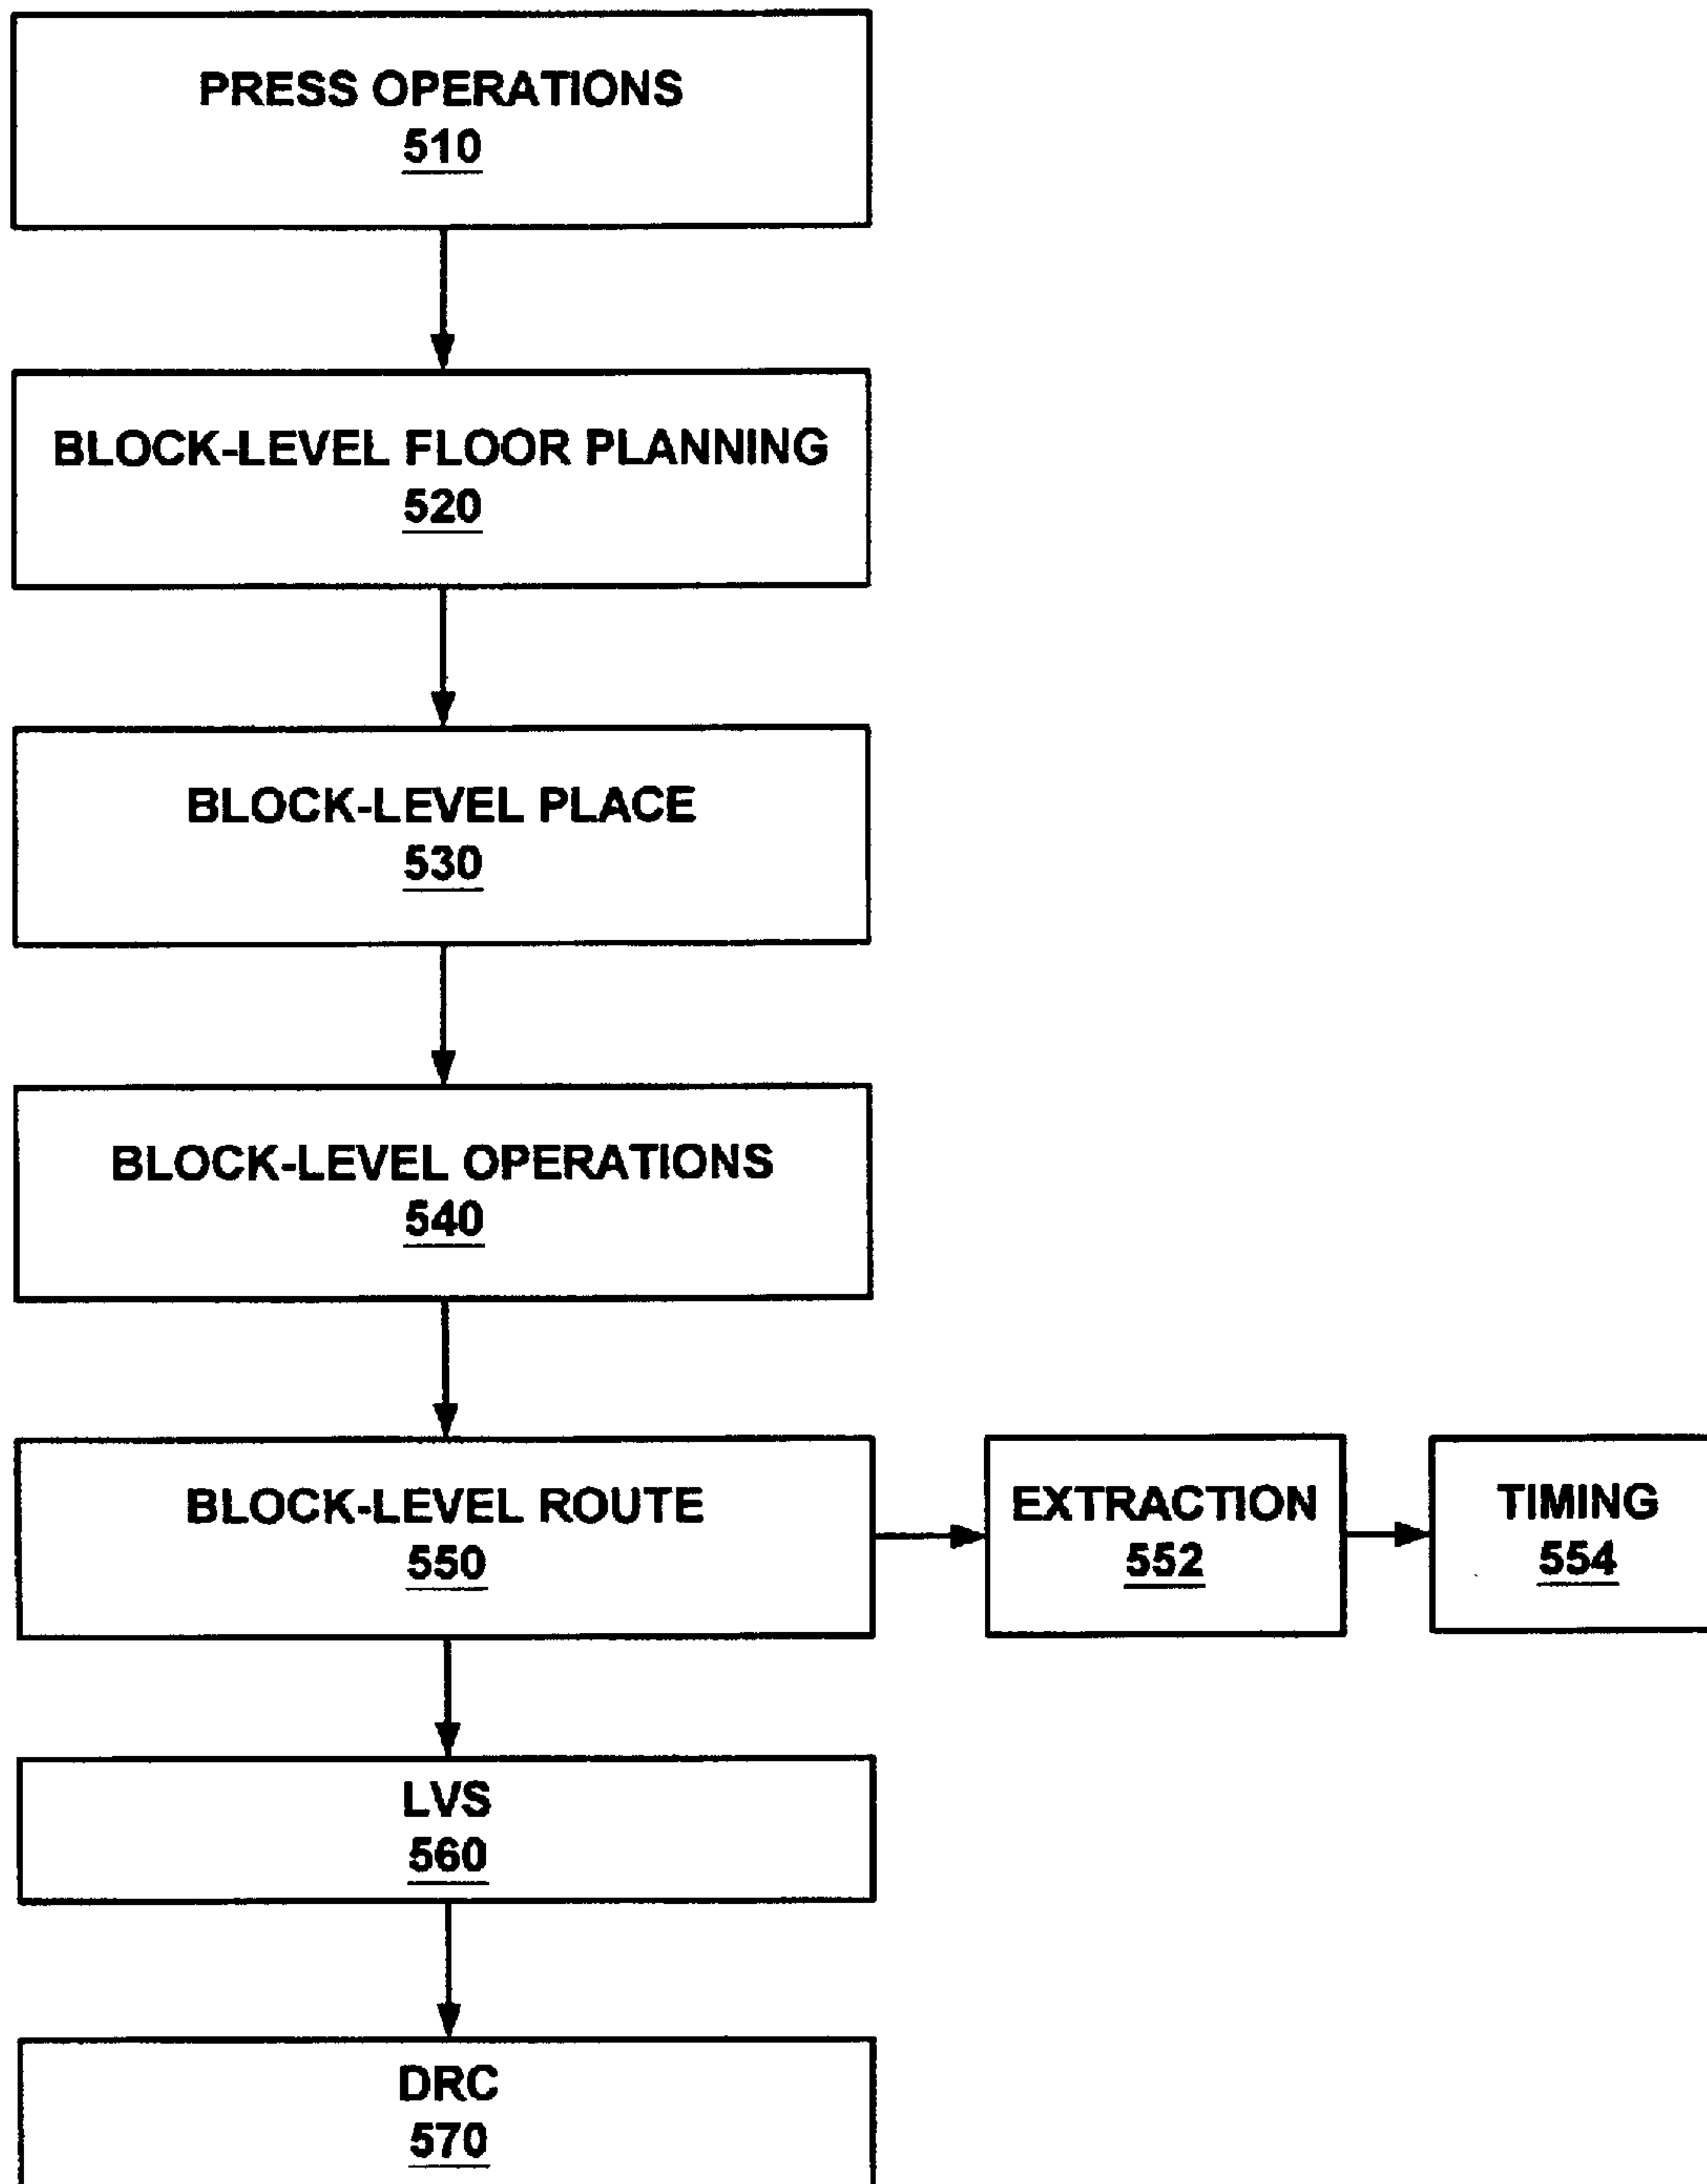 PRESS OPERATIONS
510
BLOCK-LEVEL FLOOR PLANNING
520
BLOCK-LEVEL PLACE
530
BLOCK-LEVEL OPERATIONS
540
BLOCK-LEVEL ROUTE
550
EXTRACTION
552
TIMING
554
LVS
560
DRC
570